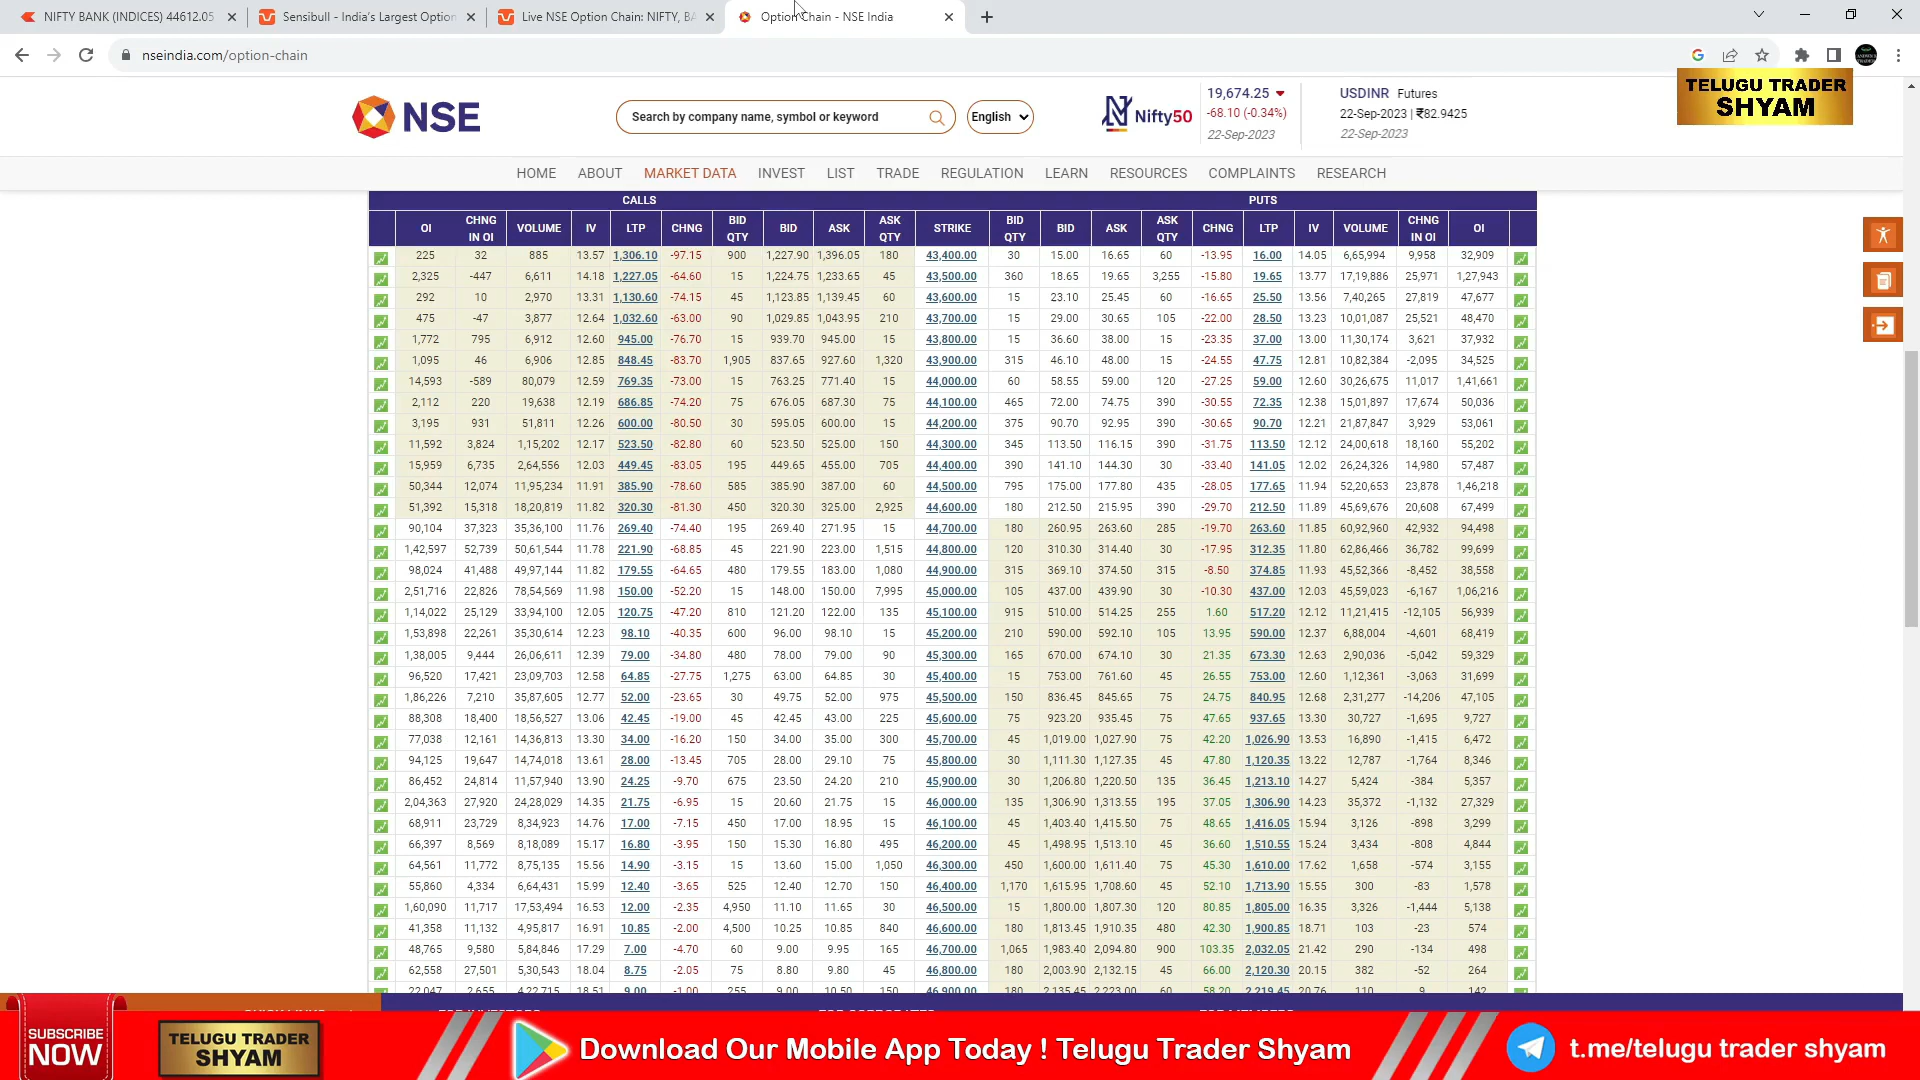 NIFTY BANK (INDICES) 44612.05
Sensibull - India's Largest Option
Live NSE Option Chain: NIFTY, BA
Option Chain - NSE India
nseindia.com/option-chain
TELUGU TRADER
SHYAM
NSE
Search by company name, symbol or keyword
English
Nifty50
19,674.25
-68.10 (-0.34%)
22-Sep-2023
USDINR Futures
22-Sep-2023 | ₹82.9425
22-Sep-2023
HOME ABOUT MARKET DATA INVEST LIST TRADE REGULATION LEARN RESOURCES COMPLAINTS RESEARCH
CALLS PUTS
OI CHNG IN OI VOLUME IV LTP CHNG BID QTY BID ASK ASK QTY STRIKE BID QTY BID ASK ASK QTY CHNG LTP IV VOLUME CHNG IN OI OI
225 32 885 13.57 1,306.10 -97.15 900 1,227.90 1,396.05 180 43,400.00 30 15.00 16.65 60 -13.95 16.00 14.05 6,65,994 9,958 32,909
2,325 -447 6,611 14.18 1,227.05 -64.60 15 1,224.75 1,233.65 45 43,500.00 360 18.65 19.65 3,255 -15.80 19.65 13.77 17,19,886 25,971 1,27,943
292 10 2,970 13.31 1,130.60 -74.15 45 1,123.85 1,139.45 60 43,600.00 15 23.10 25.45 60 -16.65 25.50 13.56 7,40,265 27,819 47,677
475 -47 3,877 12.64 1,032.60 -63.00 90 1,029.85 1,043.95 210 43,700.00 15 29.00 30.65 105 -22.00 28.50 13.23 10,01,087 25,521 48,470
1,772 795 6,912 12.60 945.00 -76.70 15 939.70 945.00 15 43,800.00 15 36.60 38.00 15 -23.35 37.00 13.00 11,30,174 3,621 37,932
1,095 46 6,906 12.85 848.45 -83.70 1,905 837.65 927.60 1,320 43,900.00 315 46.10 48.00 15 -24.55 47.75 12.81 10,82,384 -2,095 34,525
14,593 -589 80,079 12.59 769.35 -73.00 15 763.25 771.40 15 44,000.00 60 58.55 59.00 120 -27.25 59.00 12.60 30,26,675 11,017 1,41,661
2,112 220 19,638 12.19 686.85 -74.20 75 676.05 687.30 75 44,100.00 465 72.00 74.75 390 -30.55 72.35 12.38 15,01,897 17,674 50,036
3,195 931 51,811 12.26 600.00 -80.50 30 595.05 600.00 15 44,200.00 375 90.70 92.95 390 -30.65 90.70 12.21 21,87,847 3,929 53,061
11,592 3,824 1,15,202 12.17 523.50 -82.80 60 523.50 525.00 150 44,300.00 345 113.50 116.15 390 -31.75 113.50 12.12 24,00,618 18,160 55,202
15,959 6,735 2,64,556 12.03 449.45 -83.05 195 449.65 455.00 705 44,400.00 390 141.10 144.30 30 -33.40 141.05 12.02 26,24,326 14,980 57,487
50,344 12,074 11,95,234 11.91 385.90 -78.60 585 385.90 387.00 60 44,500.00 795 175.00 177.80 435 -28.05 177.65 11.94 52,20,653 23,878 1,46,218
51,392 15,318 18,20,819 11.82 320.30 -81.30 450 320.30 325.00 2,925 44,600.00 180 212.50 215.95 390 -29.70 212.50 11.89 45,69,676 20,608 67,499
90,104 37,323 35,36,100 11.76 269.40 -74.40 195 269.40 271.95 15 44,700.00 180 260.95 263.60 285 -19.70 263.60 11.85 60,92,960 42,932 94,498
1,42,597 52,739 50,61,544 11.78 221.90 -68.85 45 221.90 223.00 1,515 44,800.00 120 310.30 314.40 30 -17.95 312.35 11.80 62,86,466 36,782 99,699
98,024 41,488 49,97,144 11.82 179.55 -64.65 480 179.55 183.00 1,080 44,900.00 315 369.10 374.50 315 -8.50 374.85 11.93 45,52,366 -8,452 38,558
2,51,716 22,826 78,54,569 11.98 150.00 -52.20 15 148.00 150.00 7,995 45,000.00 105 437.00 439.90 30 -10.30 437.00 12.03 45,59,023 -6,167 1,06,216
1,14,022 25,129 33,94,100 12.05 120.75 -47.20 810 121.20 122.00 135 45,100.00 915 510.00 514.25 255 1.60 517.20 12.12 11,21,415 -12,105 56,939
1,53,898 22,261 35,30,614 12.23 98.10 -40.35 600 96.00 98.10 15 45,200.00 210 590.00 592.10 105 13.95 590.00 12.37 6,88,004 -4,601 68,419
1,38,005 9,444 26,06,611 12.39 79.00 -34.80 480 78.00 79.00 90 45,300.00 165 670.00 674.10 30 21.35 673.30 12.63 2,90,036 -5,042 59,329
96,520 17,421 23,09,703 12.58 64.85 -27.75 1,275 63.00 64.85 30 45,400.00 15 753.00 761.60 45 26.55 753.00 12.60 1,12,361 -3,063 31,699
1,86,226 7,210 35,87,605 12.77 52.00 -23.65 30 49.75 52.00 975 45,500.00 150 836.45 845.65 75 24.75 840.95 12.68 2,31,277 -14,206 47,105
88,308 18,400 18,56,527 13.06 42.45 -19.00 45 42.45 43.00 225 45,600.00 75 923.20 935.45 75 47.65 937.65 13.30 30,727 -1,695 9,727
77,038 12,161 14,36,813 13.30 34.00 -16.20 150 34.00 35.00 300 45,700.00 45 1,019.00 1,027.90 75 42.20 1,026.90 13.53 16,890 -1,415 6,472
94,125 19,647 14,74,018 13.61 28.00 -13.45 705 28.00 29.10 75 45,800.00 30 1,111.30 1,127.35 45 47.80 1,120.35 13.22 12,787 -1,764 8,346
86,452 24,814 11,57,940 13.90 24.25 -9.70 675 23.50 24.20 210 45,900.00 30 1,206.80 1,220.50 135 36.45 1,213.10 14.27 5,424 -384 5,357
2,04,363 27,920 24,28,029 14.35 21.75 -6.95 15 20.60 21.75 15 46,000.00 135 1,306.90 1,313.55 195 37.05 1,306.90 14.23 35,372 -1,132 27,329
68,911 23,729 8,34,923 14.76 17.00 -7.15 450 17.00 18.95 15 46,100.00 45 1,403.40 1,415.50 75 48.65 1,416.05 15.94 3,126 -898 3,299
66,397 8,569 8,18,089 15.17 16.80 -3.95 150 15.30 16.80 495 46,200.00 45 1,498.95 1,513.10 45 36.60 1,510.55 15.24 3,434 -808 4,844
64,561 11,772 8,75,135 15.56 14.90 -3.15 15 13.60 15.00 1,050 46,300.00 450 1,600.00 1,611.40 75 45.30 1,610.00 17.62 1,658 -574 3,155
55,860 4,334 6,64,431 15.99 12.40 -3.65 525 12.40 12.70 150 46,400.00 1,170 1,615.95 1,708.60 45 52.10 1,713.90 15.55 300 -83 1,578
1,60,090 11,717 17,53,494 16.53 12.00 -2.35 4,950 11.10 11.65 30 46,500.00 15 1,800.00 1,807.30 120 80.85 1,805.00 16.35 3,326 -1,444 5,138
41,358 11,132 4,95,817 16.91 10.85 -2.00 4,500 10.25 10.85 840 46,600.00 180 1,813.45 1,910.35 480 42.30 1,900.85 18.71 103 -23 574
48,765 9,580 5,84,846 17.29 7.00 -4.70 60 9.00 9.95 165 46,700.00 1,065 1,983.40 2,094.80 900 103.35 2,032.05 21.42 290 -134 498
62,558 27,501 5,30,543 18.04 8.75 -2.05 75 8.80 9.80 45 46,800.00 180 2,003.90 2,132.15 45 66.00 2,120.30 20.15 382 -52 264
22,047 2,655 4,22,715 18.51 9.00 -1.00 255 9.00 10.50 150 46,900.00 180 2,135.45 2,223.00 60 58.20 2,219.45 20.76 110 9 142
SUBSCRIBE
NOW
TELUGU TRADER
SHYAM
Download Our Mobile App Today ! Telugu Trader Shyam
t.me/telugu trader shyam